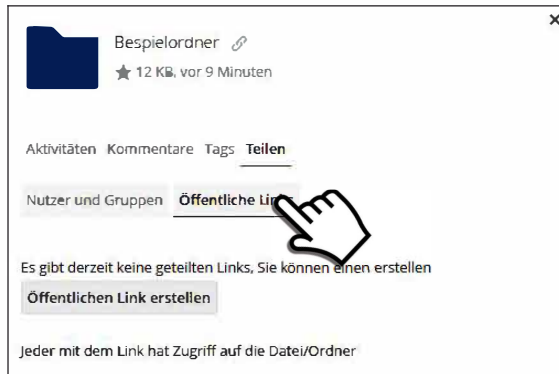 Bespielordner
12 KB, vor 9 Minuten
Aktivitäten Kommentare Tags Teilen
Nutzer und Gruppen Öffentliche Links
Es gibt derzeit keine geteilten Links, Sie können einen erstellen
Öffentlichen Link erstellen
Jeder mit dem Link hat Zugriff auf die Datei/Ordner